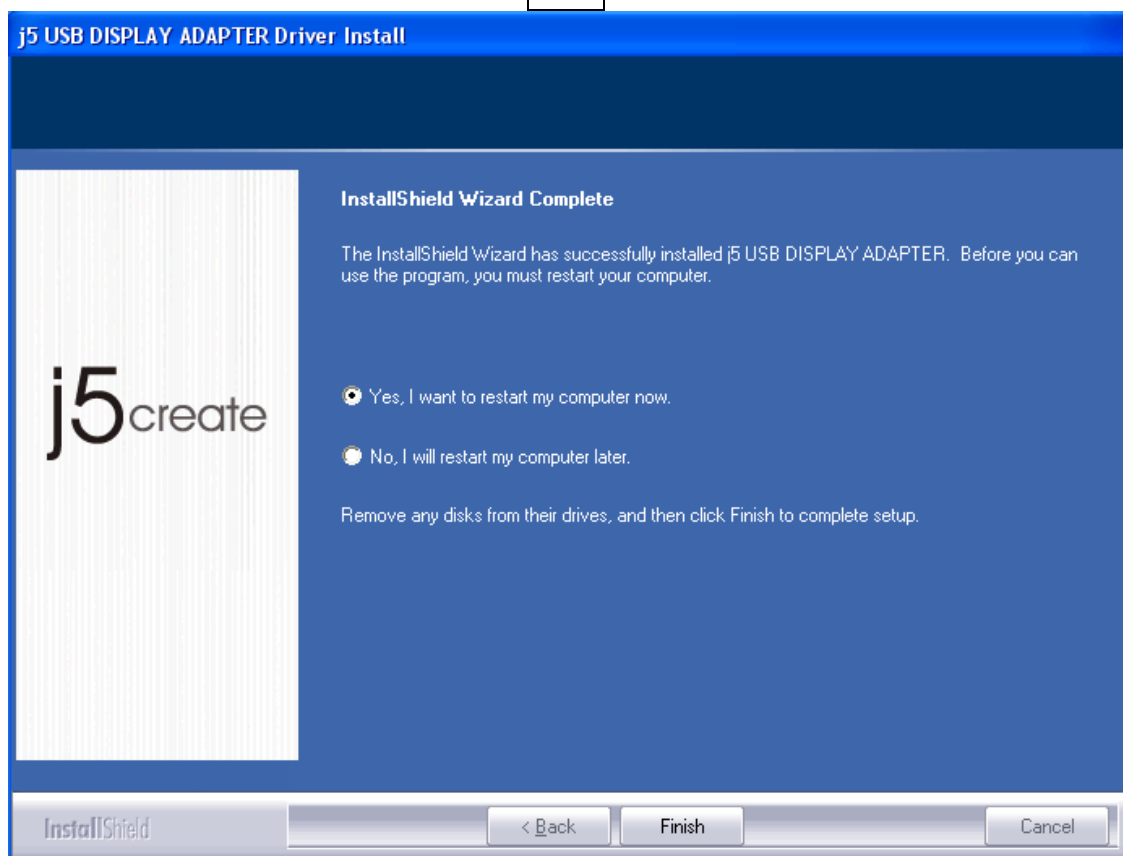 j5 USB DISPLAY ADAPTER Driver Install
InstallShield Wizard Complete
The InstallShield Wizard has successfully installed j5 USB DISPLAY ADAPTER.  Before you can
use the program, you must restart your computer.
j5create
Yes, I want to restart my computer now.
No, I will restart my computer later.
Remove any disks from their drives, and then click Finish to complete setup.
InstallShield
< Back
Finish
Cancel